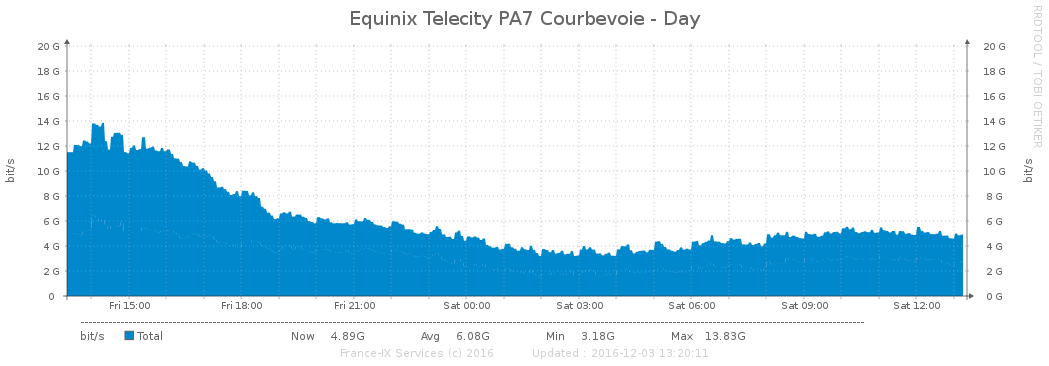 Equinix Telecity PA7 Courbevoie - Day
RRDTOOL / TOBI OETIKER
bit/s
20 G
18 G
16 G
14 G
12 G
10 G
8 G
6 G
4 G
2 G
0
20 G
18 G
16 G
14 G
12 G
10 G
8 G
6 G
4 G
2 G
0 G
bit/s
Fri 15:00 Fri 18:00 Fri 21:00 Sat 00:00 Sat 03:00 Sat 06:00 Sat 09:00 Sat 12:00
bit/s Total Now 4.89G Avg 6.08G Min 3.18G Max 13.83G
France-IX Services (c) 2016 Updated : 2016-12-03 13:20:11